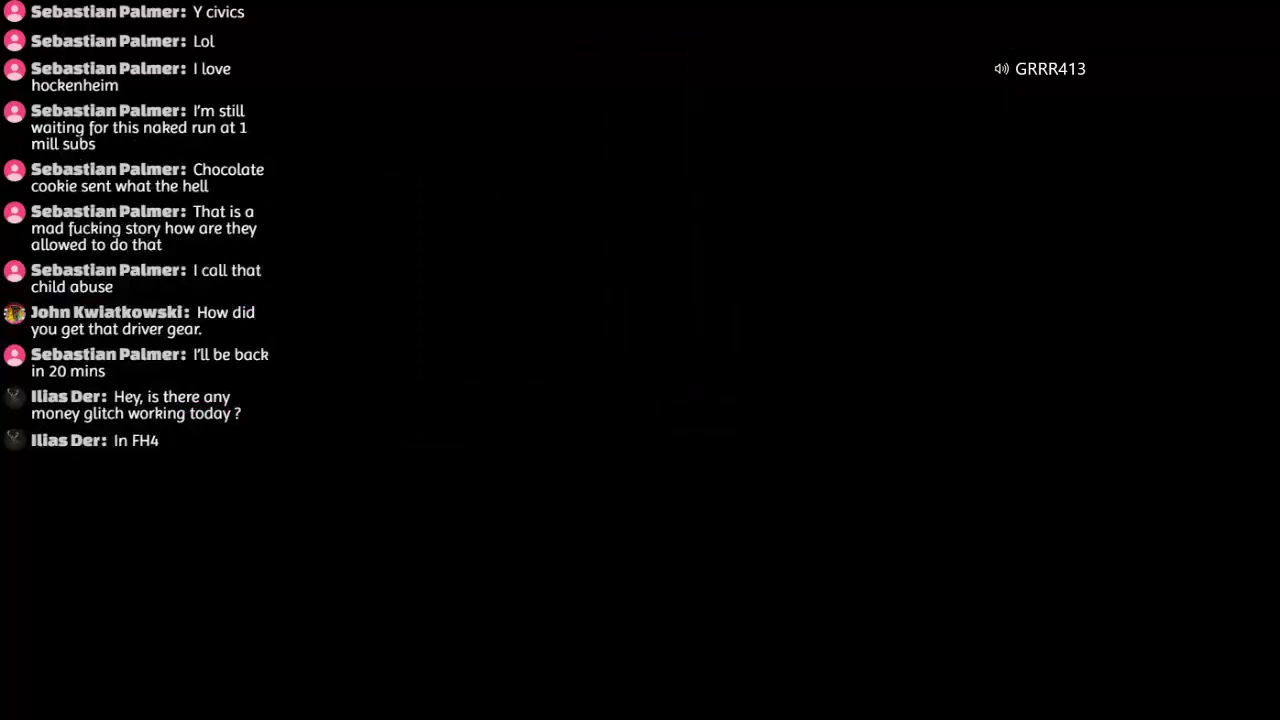 Sebastian Palmer: Y civics
Sebastian Palmer: Lol
Sebastian Palmer: I love
hockenheim
Sebastian Palmer: I'm still
waiting for this naked run at 1
mill subs
Sebastian Palmer: Chocolate
cookie sent what the hell
Sebastian Palmer: That is a
mad fucking story how are they
allowed to do that
Sebastian Palmer: I call that
child abuse
John Kwiatkowski: How did
you get that driver gear.
Sebastian Palmer: I'll be back
in 20 mins
Ilias Der: Hey, is there any
money glitch working today ?
Ilias Der: In FH4
GRRR413